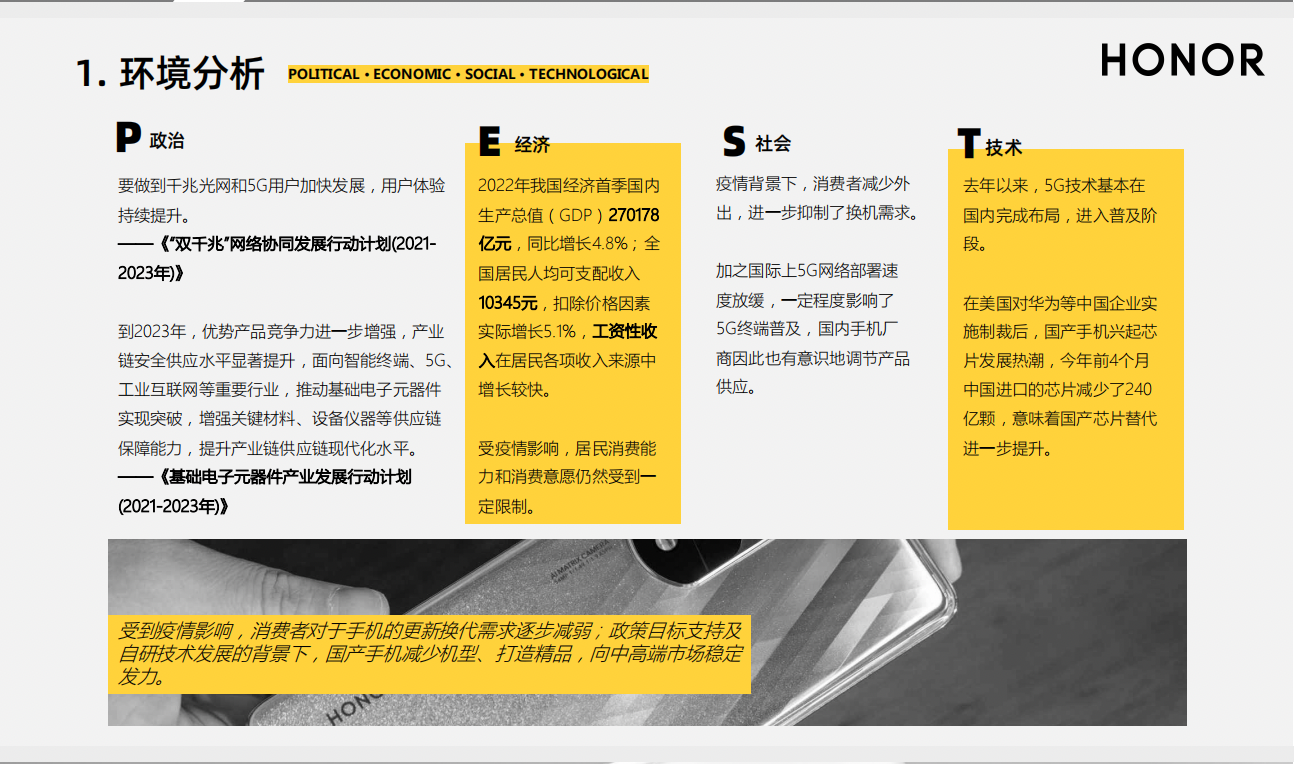 1. 环境分析
POLITICAL • ECONOMIC • SOCIAL • TECHNOLOGICAL
HONOR
P 政治
要做到千兆光网和5G用户加快发展，用户体验
持续提升。
——《“双千兆”网络协同发展行动计划(2021-
2023年)》
到2023年，优势产品竞争力进一步增强，产业
链安全供应水平显著提升，面向智能终端、5G、
工业互联网等重要行业，推动基础电子元器件
实现突破，增强关键材料、设备仪器等供应链
保障能力，提升产业链供应链现代化水平。
——《基础电子元器件产业发展行动计划
(2021-2023年)》
E 经济
2022年我国经济首季国内
生产总值（GDP）270178
亿元，同比增长4.8%；全
国居民人均可支配收入
10345元，扣除价格因素
实际增长5.1%，工资性收
入在居民各项收入来源中
增长较快。
受疫情影响，居民消费能
力和消费意愿仍然受到一
定限制。
S 社会
疫情背景下，消费者减少外
出，进一步抑制了换机需求。
加之国际上5G网络部署速
度放缓，一定程度影响了
5G终端普及，国内手机厂
商因此也有意识地调节产品
供应。
T 技术
去年以来，5G技术基本在
国内完成布局，进入普及阶
段。
在美国对华为等中国企业实
施制裁后，国产手机兴起芯
片发展热潮，今年前4个月
中国进口的芯片减少了240
亿颗，意味着国产芯片替代
进一步提升。
AI MATRIX CAMERA
受到疫情影响，消费者对于手机的更新换代需求逐步减弱；政策目标支持及
自研技术发展的背景下，国产手机减少机型、打造精品，向中高端市场稳定
发力。
HONO